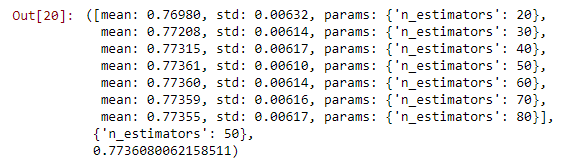 Out[20]: ([mean: 0.76980, std: 0.00632, params: {'n_estimators': 20},
mean: 0.77208, std: 0.00614, params: {'n_estimators': 30},
mean: 0.77315, std: 0.00617, params: {'n_estimators': 40},
mean: 0.77361, std: 0.00610, params: {'n_estimators': 50},
mean: 0.77360, std: 0.00614, params: {'n_estimators': 60},
mean: 0.77359, std: 0.00616, params: {'n_estimators': 70},
mean: 0.77355, std: 0.00617, params: {'n_estimators': 80}],
{'n_estimators': 50},
0.7736080062158511)